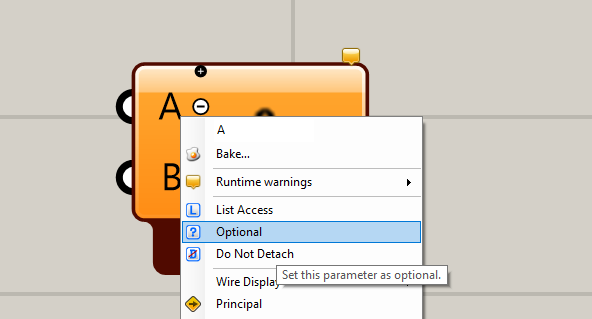 A
B
A
Bake...
Runtime warnings
L List Access
? Optional
Do Not Detach
Set this parameter as optional.
Wire Display
Principal